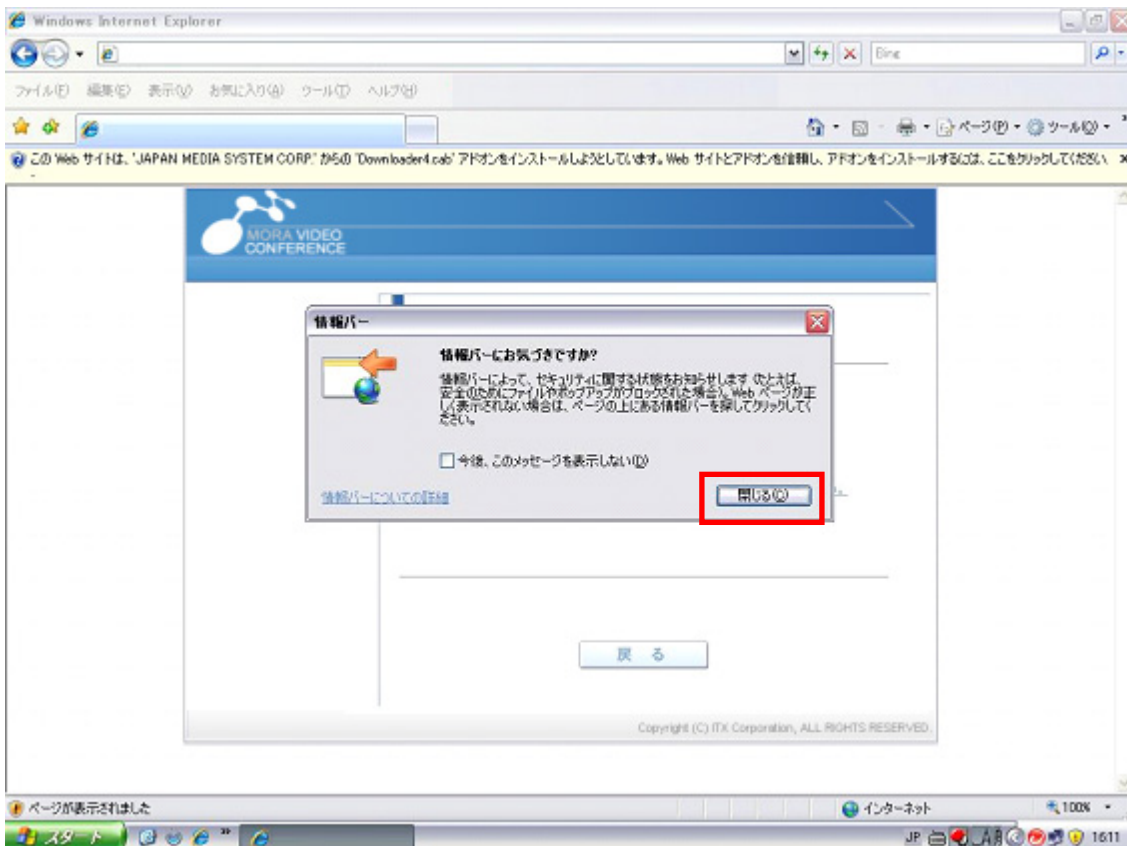 Windows Internet Explorer
Bing
ファイル(F) 編集(E) 表示(V) お気に入り(A) ツール(T) ヘルプ(H)
ページ(P) ツール(O)
この Web サイトは、'JAPAN MEDIA SYSTEM CORP.' からの 'Downloader4.cab' アドオンをインストールしようとしています。Web サイトとアドオンを信頼し、アドオンをインストールするには、ここをクリックしてください
MORA VIDEO
CONFERENCE
情報バー
情報バーにお気づきですか?
情報バーによって、セキュリティに関する状態をお知らせします (たとえば、
安全のためにファイルやポップアップがブロックされた場合)。Web ページが正
しく表示されない場合は、ページの上にある情報バーを探してクリックしてく
ださい。
今後、このメッセージを表示しない(D)
情報バーについての詳細
閉じる(C)
戻 る
Copyright (C) ITX Corporation, ALL RIGHTS RESERVED.
ページが表示されました
インターネット
100%
スタート
JP
16:11